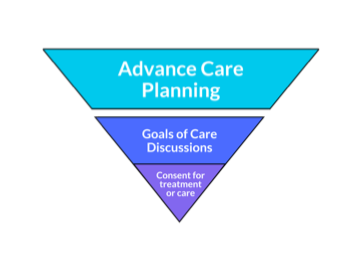 Advance Care
Planning
Goals of Care
Discussions
Consent for
treatment
or care